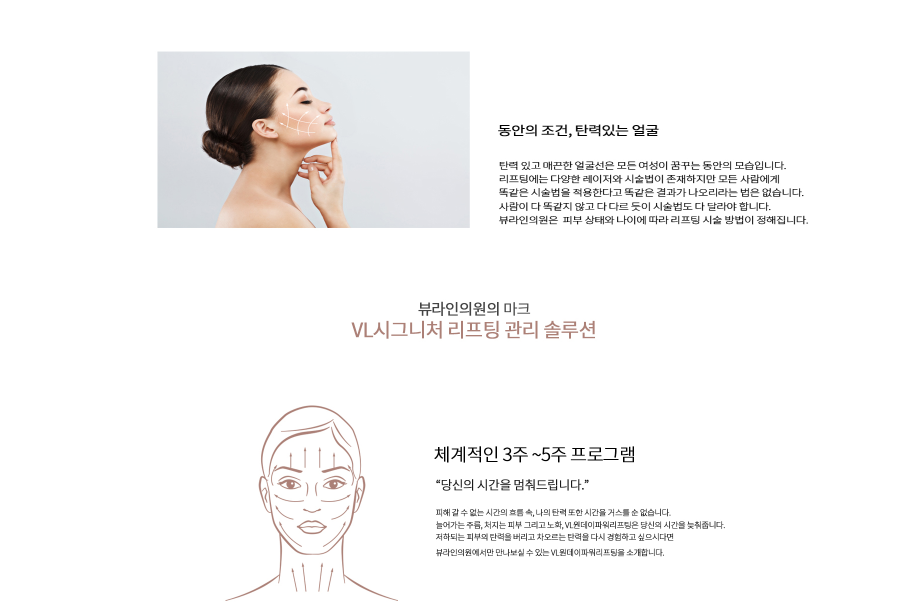 동안의 조건, 탄력있는 얼굴
탄력 있고 매끈한 얼굴선은 모든 여성이 꿈꾸는 동안의 모습입니다.
리프팅에는 다양한 레이저와 시술법이 존재하지만 모든 사람에게
똑같은 시술법을 적용한다고 똑같은 결과가 나오리라는 법은 없습니다.
사람이 다 똑같지 않고 다 다르 듯이 시술법도 다 달라야 합니다.
뷰라인의원은 피부 상태와 나이에 따라 리프팅 시술 방법이 정해집니다.
뷰라인의원의 마크
VL시그니처 리프팅 관리 솔루션
체계적인 3주 ~5주 프로그램
“당신의 시간을 멈춰드립니다.”
피해 갈 수 없는 시간의 흐름 속, 나의 탄력 또한 시간을 거스를 순 없습니다.
늘어가는 주름, 처지는 피부 그리고 노화, VL원데이파워리프팅은 당신의 시간을 늦춰줍니다.
저하되는 피부의 탄력을 버리고 차오르는 탄력을 다시 경험하고 싶으시다면
뷰라인의원에서만 만나보실 수 있는 VL원데이파워리프팅을 소개합니다.